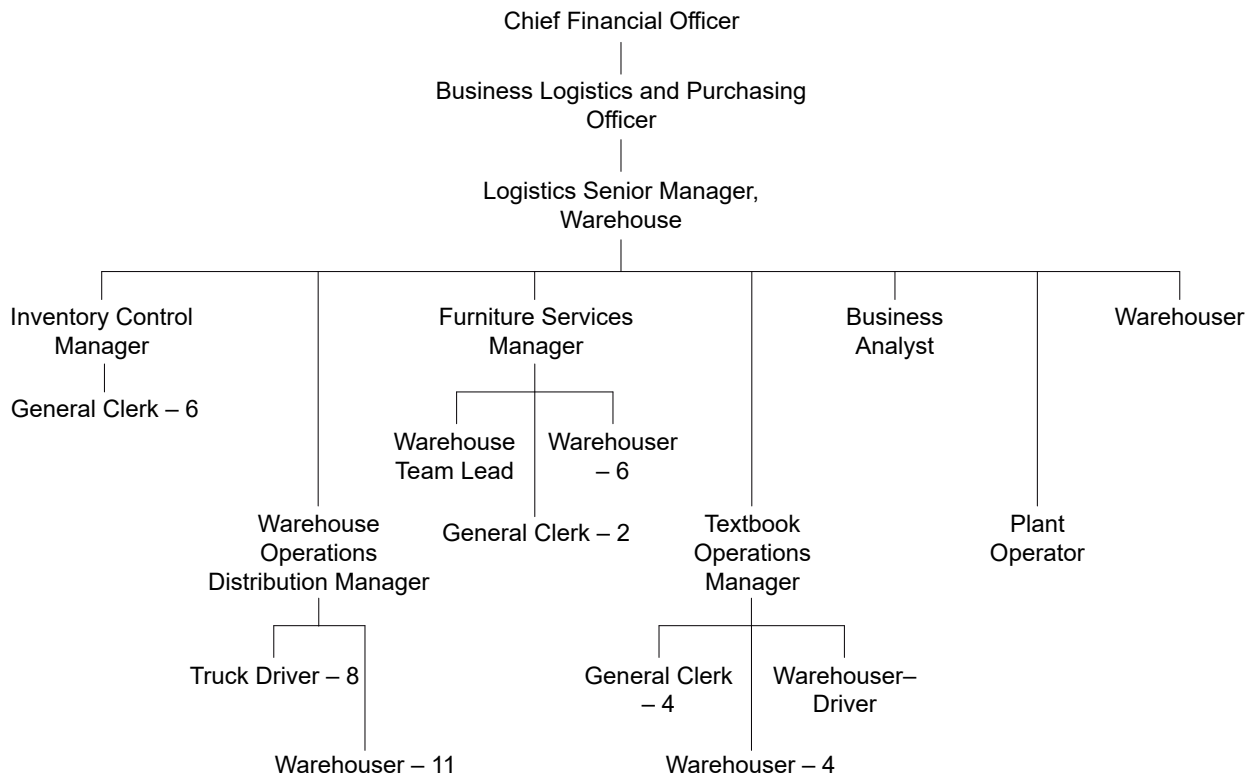 Chief Financial Officer
Business Logistics and Purchasing
Officer
Logistics Senior Manager,
Warehouse
Inventory Control
Manager
General Clerk – 6
Warehouse
Operations
Distribution Manager
Truck Driver – 8
Warehouser – 11
Furniture Services
Manager
Warehouse
Team Lead
Warehouser
– 6
General Clerk – 2
Textbook
Operations
Manager
General Clerk
– 4
Warehouser–
Driver
Warehouser – 4
Business
Analyst
Plant
Operator
Warehouser